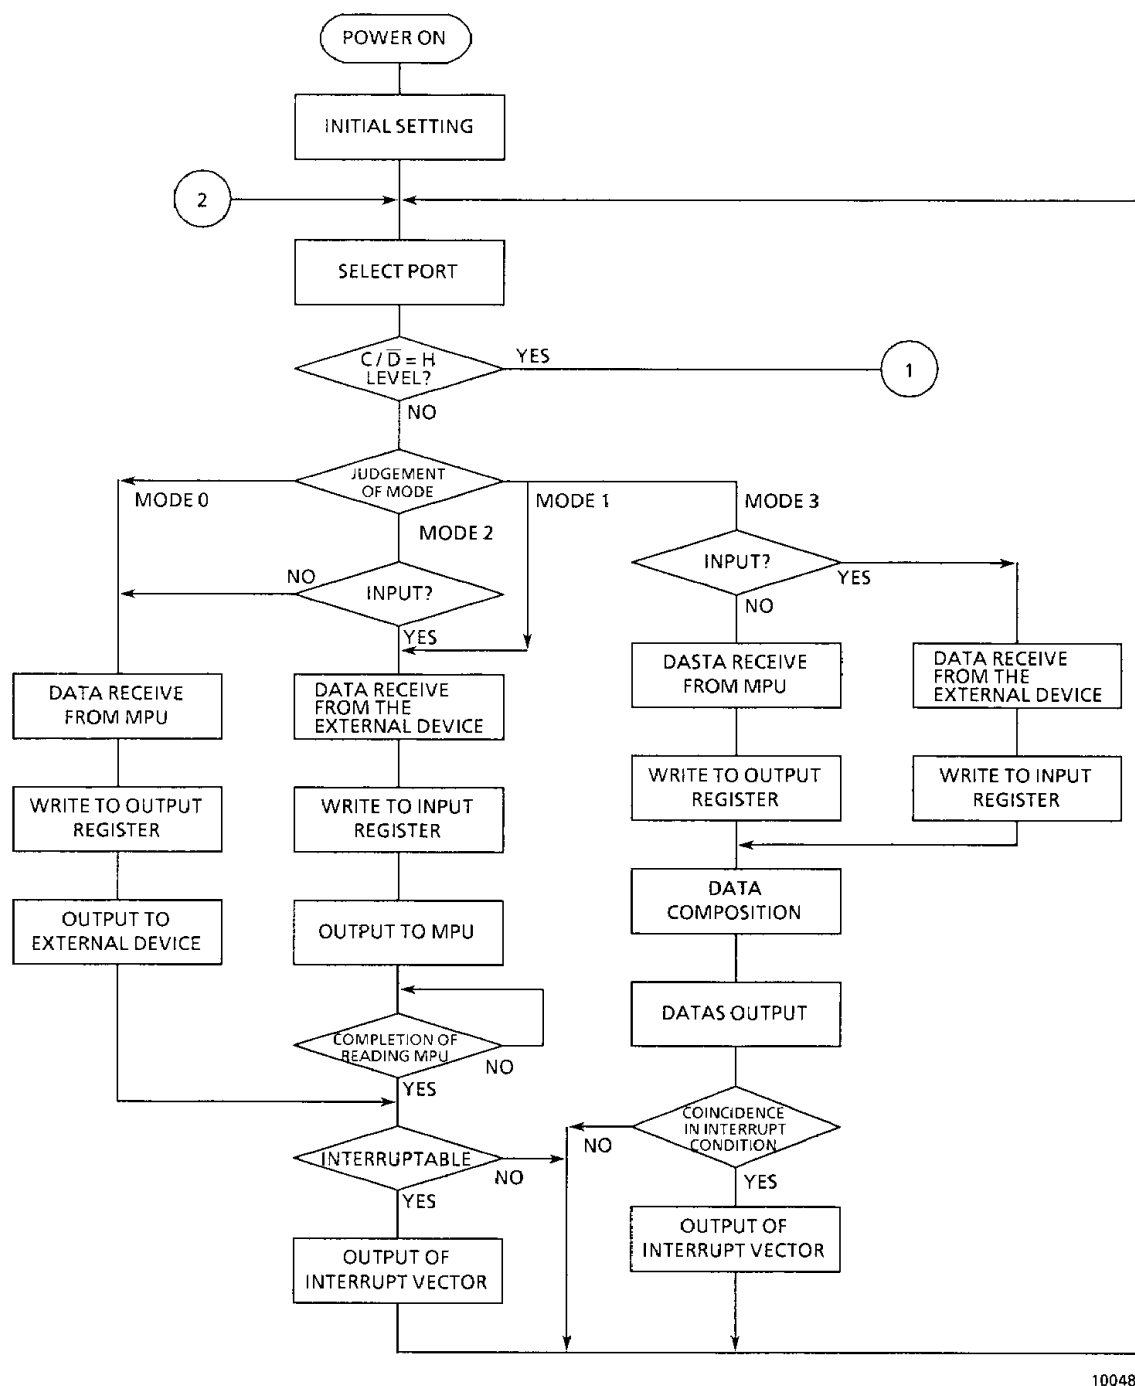 POWER ON
INITIAL SETTING
2
SELECT PORT
C / D̅ = H
LEVEL?
YES
1
NO
JUDGEMENT
OF MODE
MODE 0
MODE 1
MODE 3
MODE 2
INPUT?
NO
YES
INPUT?
YES
NO
DATA RECEIVE
FROM MPU
DATA RECEIVE
FROM THE
EXTERNAL DEVICE
DASTA RECEIVE
FROM MPU
DATA RECEIVE
FROM THE
EXTERNAL DEVICE
WRITE TO OUTPUT
REGISTER
WRITE TO INPUT
REGISTER
WRITE TO OUTPUT
REGISTER
WRITE TO INPUT
REGISTER
OUTPUT TO
EXTERNAL DEVICE
OUTPUT TO MPU
DATA
COMPOSITION
DATAS OUTPUT
COMPLETION OF
READING MPU
NO
YES
COINCIDENCE
IN INTERRUPT
CONDITION
NO
YES
INTERRUPTABLE
NO
YES
OUTPUT OF
INTERRUPT VECTOR
OUTPUT OF
INTERRUPT VECTOR
10048